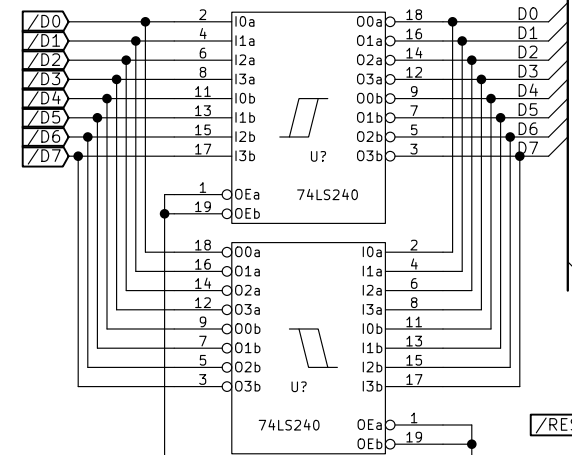 /D0 2 I0a O0a 18 D0
/D1 4 I1a O1a 16 D1
/D2 6 I2a O2a 14 D2
/D3 8 I3a O3a 12 D3
/D4 11 I0b O0b 9 D4
/D5 13 I1b O1b 7 D5
/D6 15 I2b O2b 5 D6
/D7 17 I3b U? O3b 3 D7
1 OEa 74LS240
19 OEb
18 O0a I0a 2
16 O1a I1a 4
14 O2a I2a 6
12 O3a I3a 8
9 O0b I0b 11
7 O1b I1b 13
5 O2b I2b 15
3 O3b U? I3b 17
74LS240 OEa 1
OEb 19
/RES